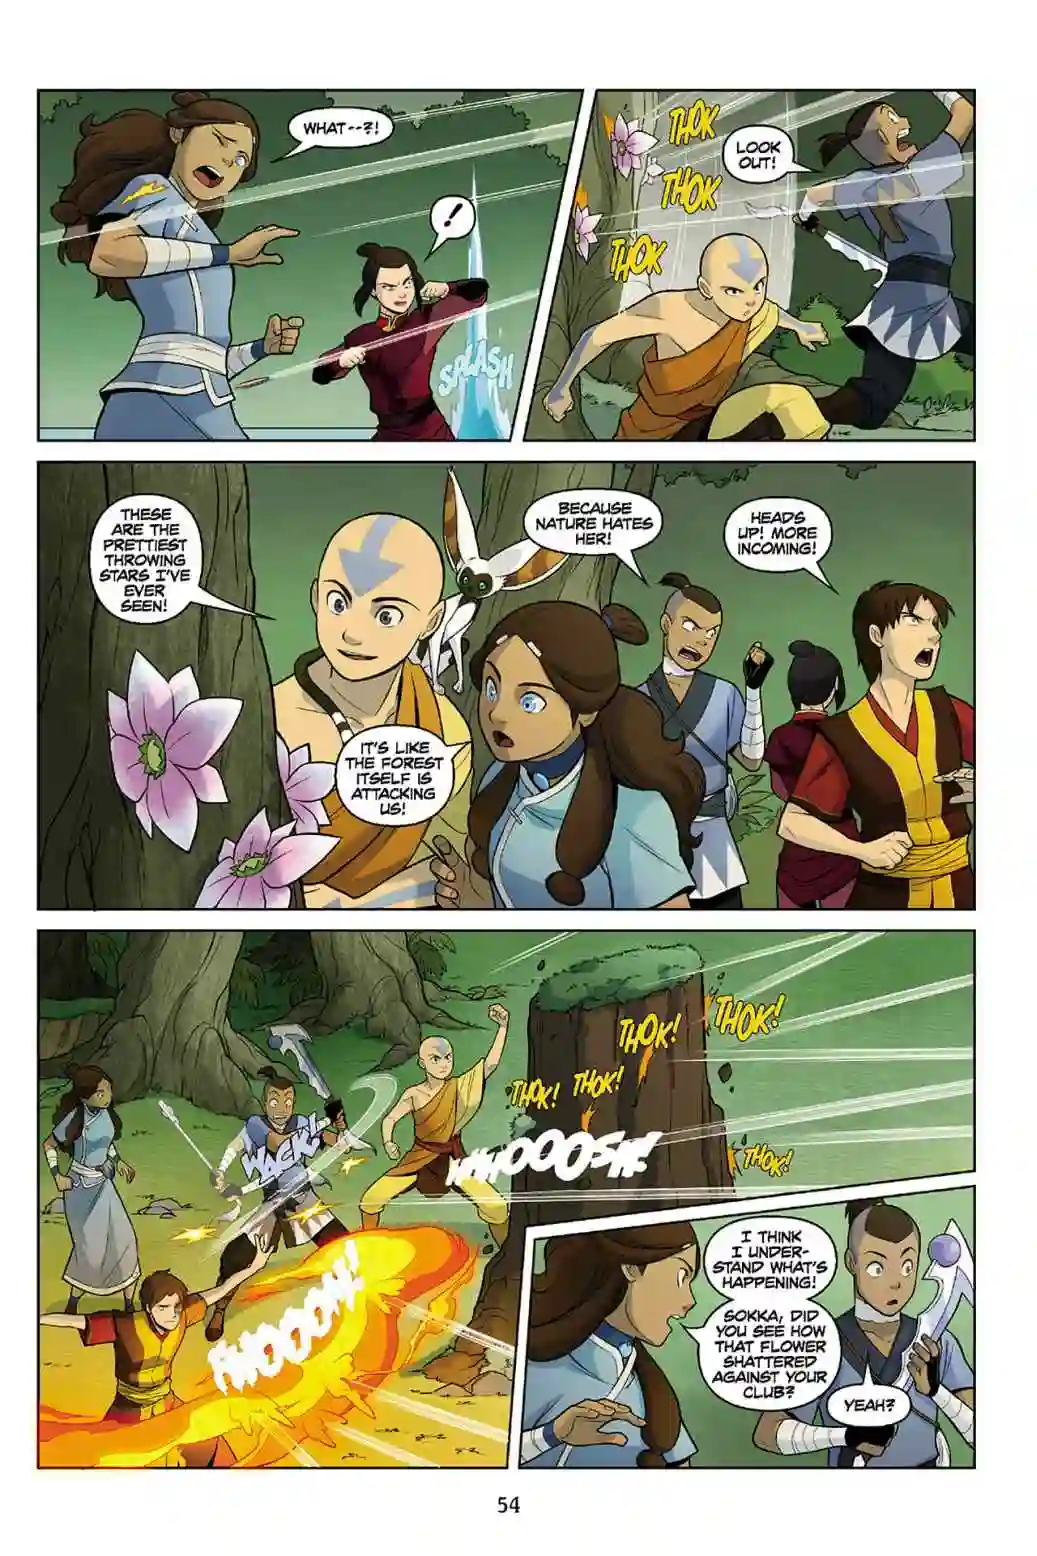 WHAT--?!
!
SPLASH
THOK
THOK
THOK
LOOK
OUT!
THESE
ARE THE
PRETTIEST
THROWING
STARS I'VE
EVER
SEEN!
BECAUSE
NATURE HATES
HER!
HEADS
UP! MORE
INCOMING!
IT'S LIKE
THE FOREST
ITSELF IS
ATTACKING
US!
WACK!
THOK!
THOK!
THOK!
THOK!
WHOOOSH!
THOK!
FWOOOOM!
I THINK
I UNDER-
STAND WHAT'S
HAPPENING!
SOKKA, DID
YOU SEE HOW
THAT FLOWER
SHATTERED
AGAINST YOUR
CLUB?
YEAH?
54